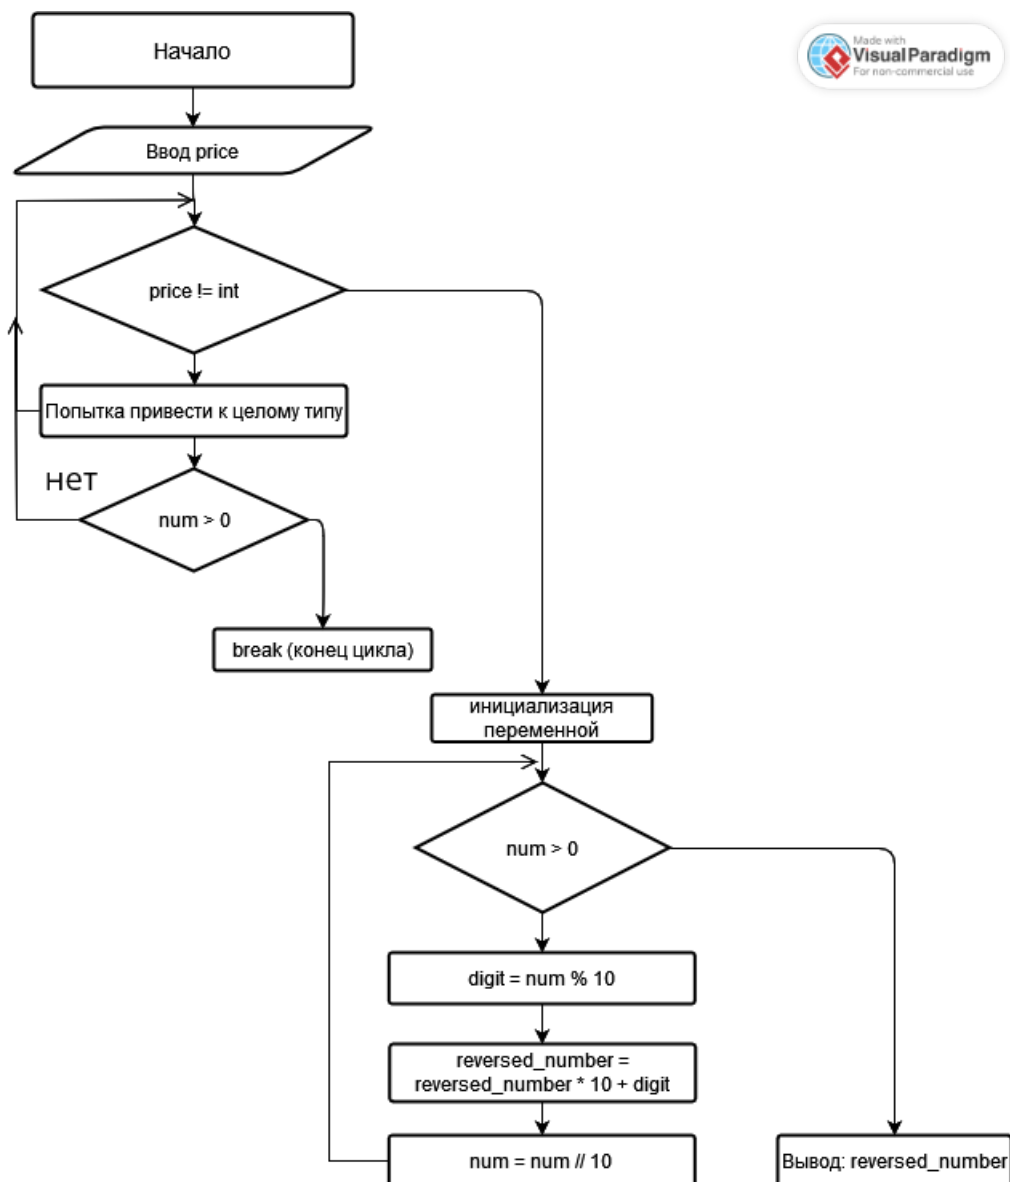 Начало
Made with
Visual Paradigm
For non-commercial use
Ввод price
price != int
Попытка привести к целому типу
нет
num > 0
break (конец цикла)
инициализация
переменной
num > 0
digit = num % 10
reversed_number =
reversed_number * 10 + digit
num = num // 10
Вывод: reversed_number